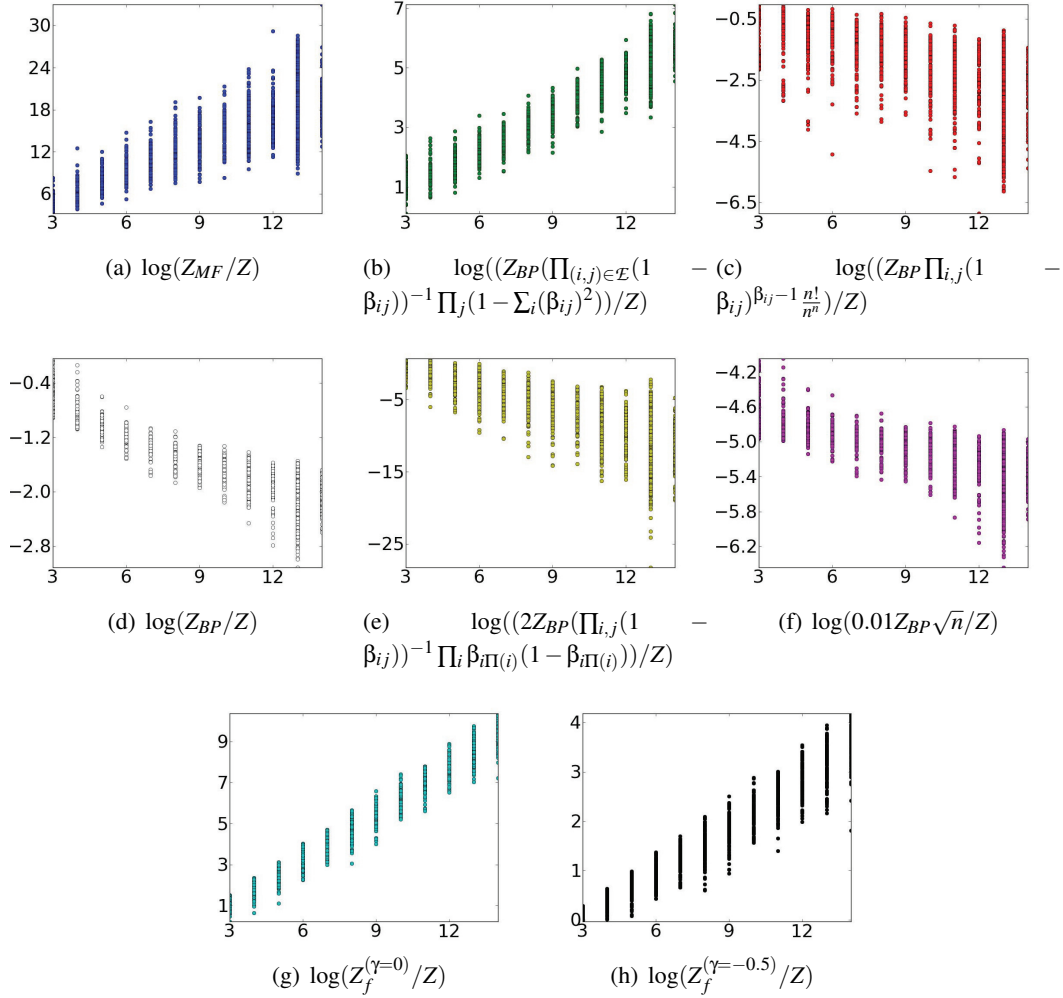 33
24
18
12
6
3 6 9 12
7
5
3
1
3 6 9 12
−0.5
−2.5
−4.5
−6.5
3 6 9 12
(a) log(Z_{MF}/Z)
(b) log((Z_{BP}(∏_{(i,j)∈ℰ}(1 −
β_{ij}))^{−1} ∏_j(1 − ∑_i(β_{ij})^2))/Z)
(c) log((Z_{BP} ∏_{i,j}(1 −
β_{ij})^{β_{ij}−1} \frac{n!}{n^n})/Z)
−0.4
−1.2
−2.0
−2.8
3 6 9 12
−5
−15
−25
3 6 9 12
−4.2
−4.6
−5.0
−5.4
−5.8
−6.2
3 6 9 12
(d) log(Z_{BP}/Z)
(e) log((2Z_{BP}(∏_{i,j}(1 −
β_{ij}))^{−1} ∏_i β_{iΠ(i)}(1 − β_{iΠ(i)}))/Z)
(f) log(0.01Z_{BP}√n/Z)
9
7
5
3
1
3 6 9 12
4
3
2
1
0
3 6 9 12
(g) log(Z_f^{(γ=0)}/Z)
(h) log(Z_f^{(γ=−0.5)}/Z)